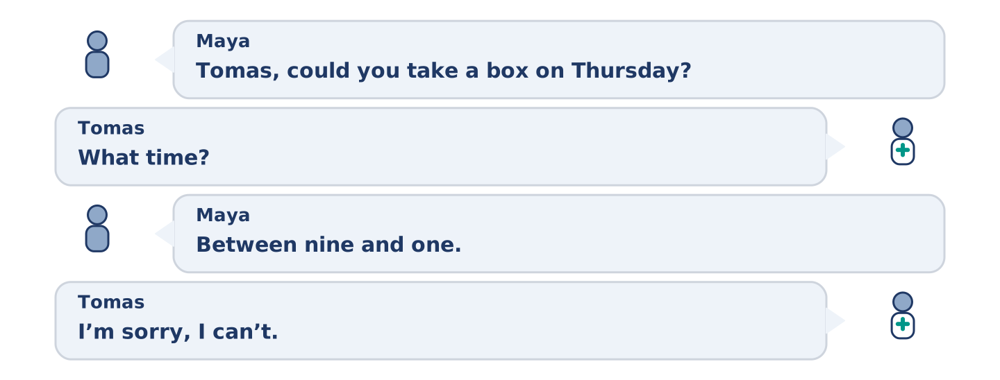 Maya
Tomas, could you take a box on Thursday?
Tomas
What time?
Maya
Between nine and one.
Tomas
I’m sorry, I can’t.